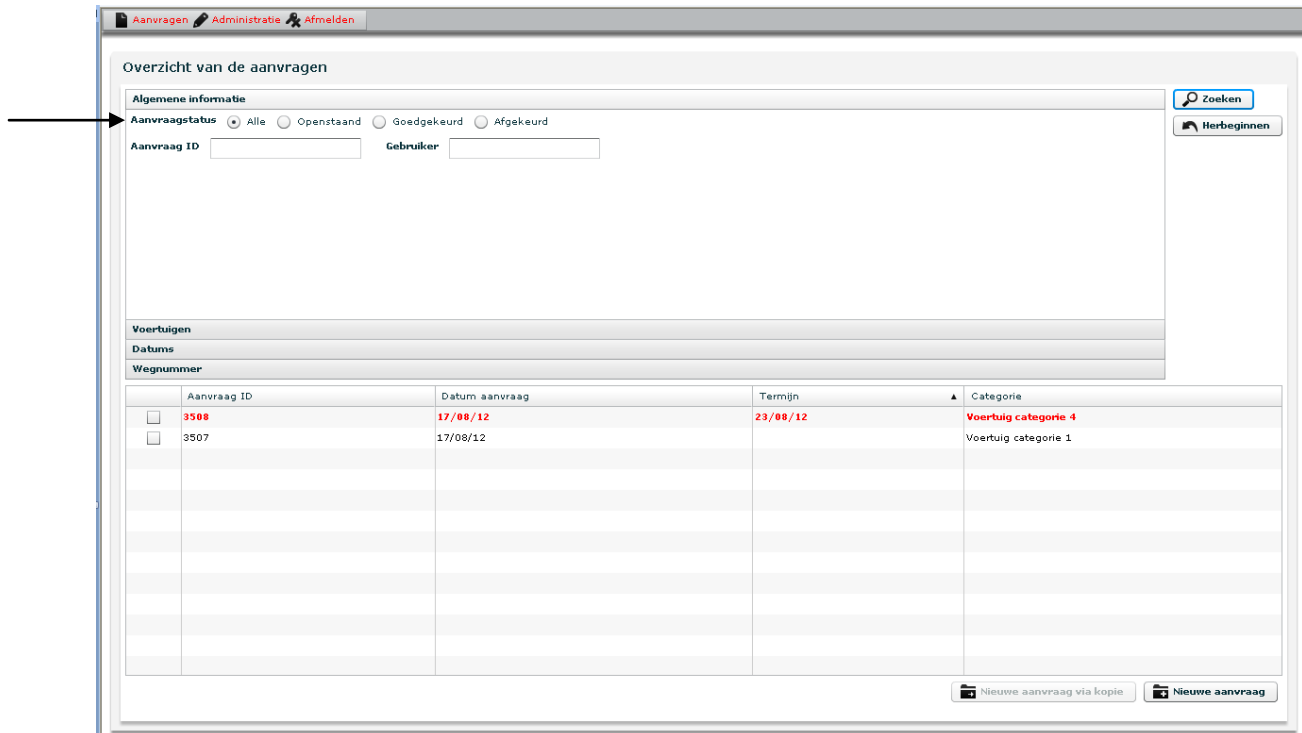 Aanvragen Administratie Afmelden
Overzicht van de aanvragen
Algemene informatie
Zoeken
Aanvraagstatus Alle Openstaand Goedgekeurd Afgekeurd
Herbeginnen
Aanvraag ID Gebruiker
Voertuigen
Datums
Wegnummer
Aanvraag ID Datum aanvraag Termijn Categorie
3508 17/08/12 23/08/12 Voertuig categorie 4
3507 17/08/12 Voertuig categorie 1
Nieuwe aanvraag via kopie Nieuwe aanvraag